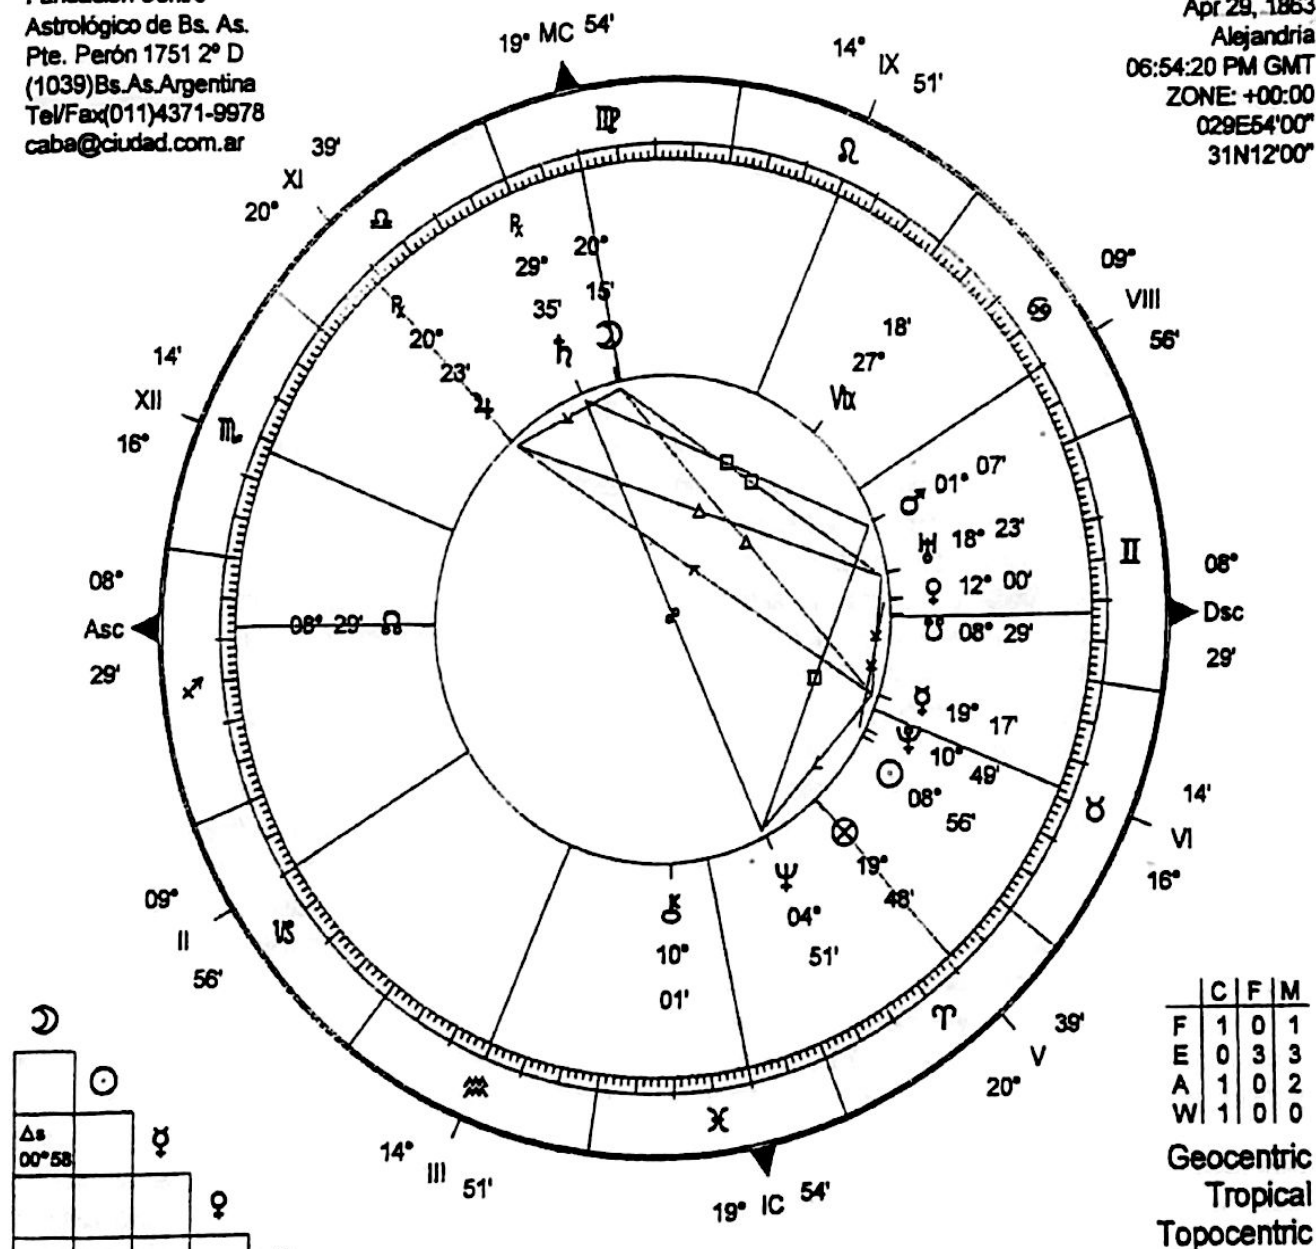 Astrológico de Bs. As.
Pte. Perón 1751 2º D
(1039)Bs.As.Argentina
Tel/Fax(011)4371-9978
caba@ciudad.com.ar
Apr 29, 1863
Alejandria
06:54:20 PM GMT
ZONE: +00:00
029E54'00"
31N12'00"
19° MC 54'
14° IX 51'
39' XI 20°
09° VIII 56'
14' XII 16°
08° Asc 29'
08° Dsc 29'
09° II 56'
14' VI 16°
14° III 51'
19° IC 54'
39' V 20°
♍ ♌ ♋ ♊ ♉ ♈ ♓ ♒ ♑ ♐ ♏ ♎
℞ 29° 35' ♄
20° 15' ☽
℞ 20° 23' ♃
18' 27° Vtx
♂ 01° 07'
♅ 18° 23'
♀ 12° 00'
☋ 08° 29'
08° 29' ☊
☿ 19° 17'
10° 49'
☉ 08° 56'
⊗ 19° 48'
♆ 04° 51'
⚷ 10° 01'
☽
☉
△s ☿
00°58
♀
C F M
F 1 0 1
E 0 3 3
A 1 0 2
W 1 0 0
Geocentric
Tropical
Topocentric